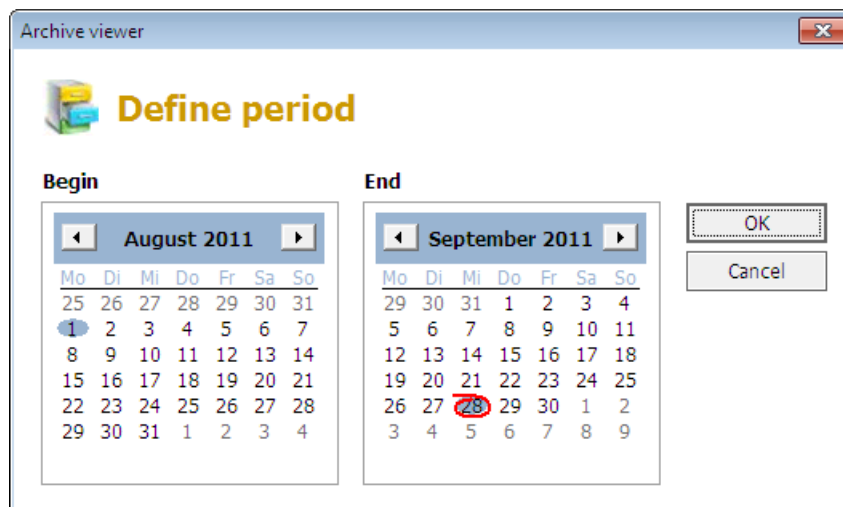 Archive viewer
Define period
Begin
August 2011
Mo Di Mi Do Fr Sa So
25 26 27 28 29 30 31
1 2 3 4 5 6 7
8 9 10 11 12 13 14
15 16 17 18 19 20 21
22 23 24 25 26 27 28
29 30 31 1 2 3 4
End
September 2011
Mo Di Mi Do Fr Sa So
29 30 31 1 2 3 4
5 6 7 8 9 10 11
12 13 14 15 16 17 18
19 20 21 22 23 24 25
26 27 28 29 30 1 2
3 4 5 6 7 8 9
OK
Cancel